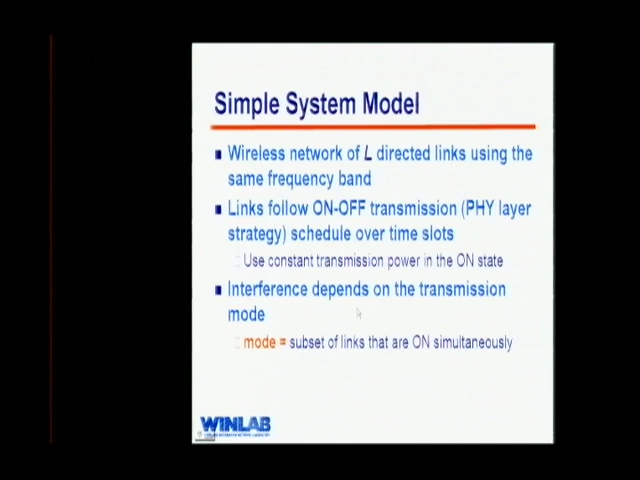 Simple System Model
Wireless network of L directed links using the
same frequency band
Links follow ON-OFF transmission (PHY layer
strategy) schedule over time slots
Use constant transmission power in the ON state
Interference depends on the transmission
mode
mode = subset of links that are ON simultaneously
WINLAB